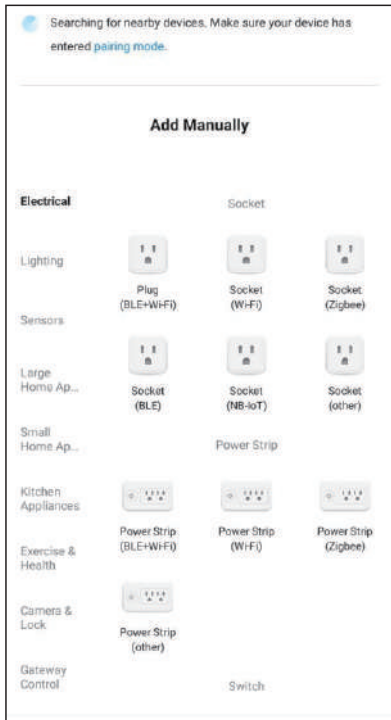 Searching for nearby devices. Make sure your device has
entered pairing mode.
Add Manually
Electrical
Lighting
Sensors
Large
Home Ap...
Small
Home Ap...
Kitchen
Appliances
Exercise &
Health
Camera &
Lock
Gateway
Control
Socket
Plug
(BLE+Wi-Fi)
Socket
(Wi-Fi)
Socket
(Zigbee)
Socket
(BLE)
Socket
(NB-IoT)
Socket
(other)
Power Strip
Power Strip
(BLE+Wi-Fi)
Power Strip
(Wi-Fi)
Power Strip
(Zigbee)
Power Strip
(other)
Switch